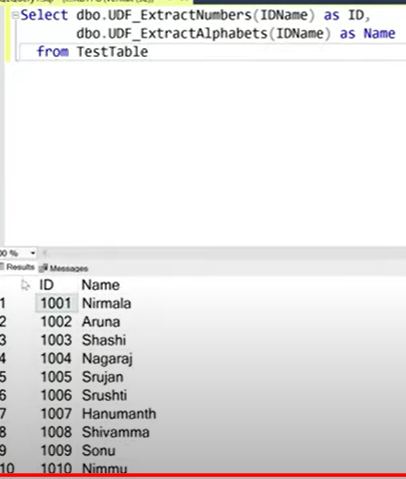 Select dbo.UDF_ExtractNumbers(IDName) as ID,
dbo.UDF_ExtractAlphabets(IDName) as Name
from TestTable
Results Messages
ID Name
1 1001 Nirmala
2 1002 Aruna
3 1003 Shashi
4 1004 Nagaraj
5 1005 Srujan
6 1006 Srushti
7 1007 Hanumanth
8 1008 Shivamma
9 1009 Sonu
10 1010 Nimmu